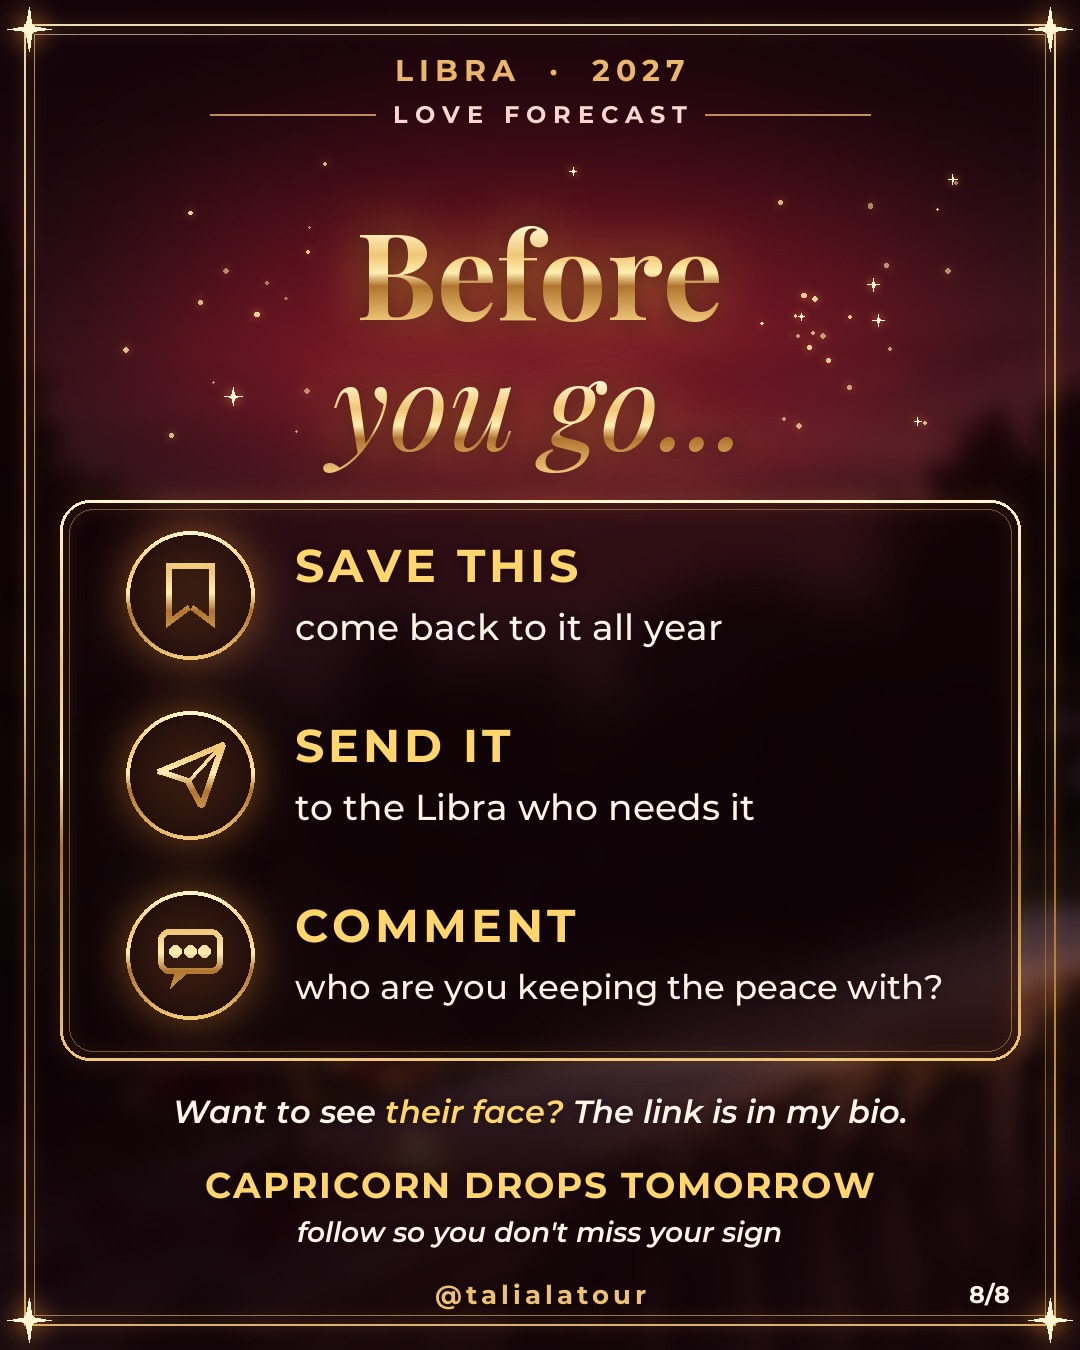 LIBRA · 2027
LOVE FORECAST
Before
you go...
SAVE THIS
come back to it all year
SEND IT
to the Libra who needs it
COMMENT
who are you keeping the peace with?
Want to see their face? The link is in my bio.
CAPRICORN DROPS TOMORROW
follow so you don't miss your sign
@talialatour
8/8